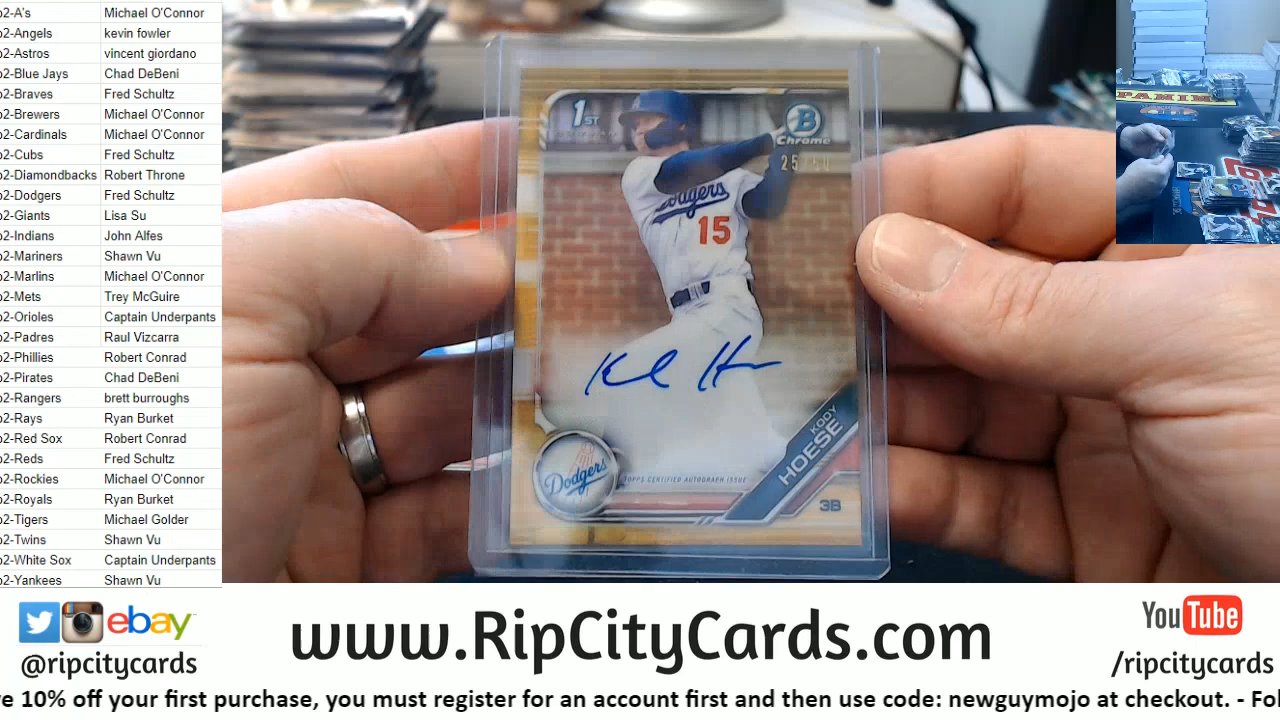 o2-A's Michael O'Connor
o2-Angels kevin fowler
o2-Astros vincent giordano
o2-Blue Jays Chad DeBeni
o2-Braves Fred Schultz
o2-Brewers Michael O'Connor
o2-Cardinals Michael O'Connor
o2-Cubs Fred Schultz
o2-Diamondbacks Robert Throne
o2-Dodgers Fred Schultz
o2-Giants Lisa Su
o2-Indians John Alfes
o2-Mariners Shawn Vu
o2-Marlins Michael O'Connor
o2-Mets Trey McGuire
o2-Orioles Captain Underpants
o2-Padres Raul Vizcarra
o2-Phillies Robert Conrad
o2-Pirates Chad DeBeni
o2-Rangers brett burroughs
o2-Rays Ryan Burket
o2-Red Sox Robert Conrad
o2-Reds Fred Schultz
o2-Rockies Michael O'Connor
o2-Royals Ryan Burket
o2-Tigers Michael Golder
o2-Twins Shawn Vu
o2-White Sox Captain Underpants
o2-Yankees Shawn Vu
1ST
B
Chrome
25/50
Dodgers
15
KODY
HOESE
3B
Dodgers
TOPPS CERTIFIED AUTOGRAPH ISSUE
PANINI
ebay
@ripcitycards
www.RipCityCards.com
YouTube
/ripcitycards
e 10% off your first purchase, you must register for an account first and then use code: newguymojo at checkout. - Fol